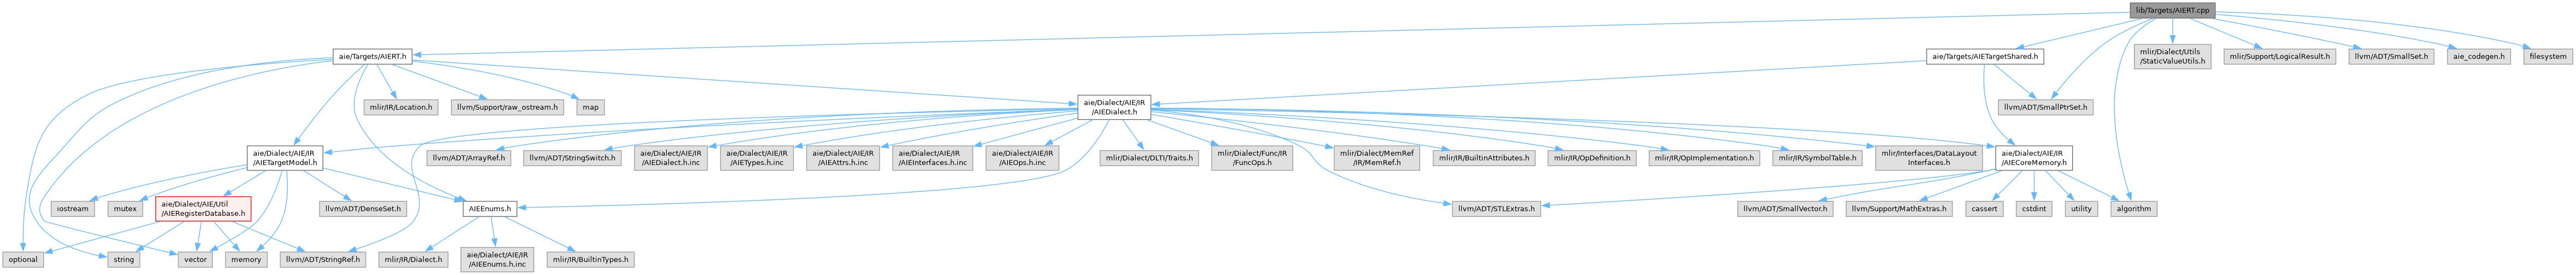 lib/Targets/AIERT.cpp
aie/Targets/AIERT.h
aie/Targets/AIETargetShared.h
mlir/Dialect/Utils
/StaticValueUtils.h
mlir/Support/LogicalResult.h
llvm/ADT/SmallSet.h
aie_codegen.h
filesystem
mlir/IR/Location.h
llvm/Support/raw_ostream.h
map
aie/Dialect/AIE/IR
/AIEDialect.h
llvm/ADT/SmallPtrSet.h
aie/Dialect/AIE/IR
/AIETargetModel.h
llvm/ADT/ArrayRef.h
llvm/ADT/StringSwitch.h
aie/Dialect/AIE/IR
/AIEDialect.h.inc
aie/Dialect/AIE/IR
/AIETypes.h.inc
aie/Dialect/AIE/IR
/AIEAttrs.h.inc
aie/Dialect/AIE/IR
/AIEInterfaces.h.inc
aie/Dialect/AIE/IR
/AIEOps.h.inc
mlir/Dialect/DLTI/Traits.h
mlir/Dialect/Func/IR
/FuncOps.h
mlir/Dialect/MemRef
/IR/MemRef.h
mlir/IR/BuiltinAttributes.h
mlir/IR/OpDefinition.h
mlir/IR/OpImplementation.h
mlir/IR/SymbolTable.h
mlir/Interfaces/DataLayout
Interfaces.h
aie/Dialect/AIE/IR
/AIECoreMemory.h
iostream
mutex
aie/Dialect/AIE/Util
/AIERegisterDatabase.h
llvm/ADT/DenseSet.h
AIEEnums.h
llvm/ADT/STLExtras.h
llvm/ADT/SmallVector.h
llvm/Support/MathExtras.h
cassert
cstdint
utility
algorithm
optional
string
vector
memory
llvm/ADT/StringRef.h
mlir/IR/Dialect.h
aie/Dialect/AIE/IR
/AIEEnums.h.inc
mlir/IR/BuiltinTypes.h